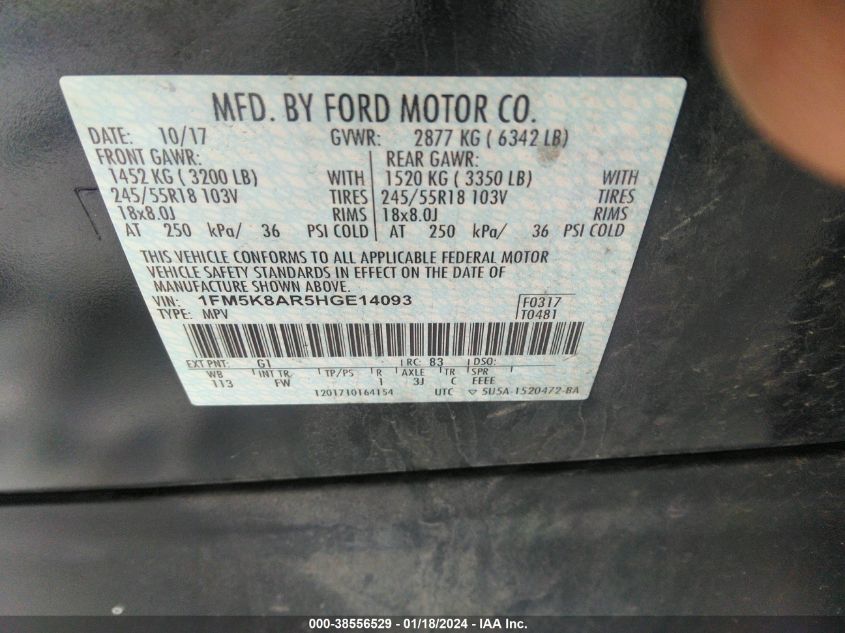 MFD. BY FORD MOTOR CO.
DATE: 10/17 GVWR: 2877 KG ( 6342 LB)
FRONT GAWR: REAR GAWR:
1452 KG ( 3200 LB) WITH 1520 KG ( 3350 LB) WITH
245/55R18 103V TIRES 245/55R18 103V TIRES
18x8.0J RIMS 18x8.0J RIMS
AT 250 kPa/ 36 PSI COLD AT 250 kPa/ 36 PSI COLD
THIS VEHICLE CONFORMS TO ALL APPLICABLE FEDERAL MOTOR
VEHICLE SAFETY STANDARDS IN EFFECT ON THE DATE OF
MANUFACTURE SHOWN ABOVE.
VIN: 1FM5K8AR5HGE14093 F0317
TYPE: MPV T0481
EXT PNT: G1 RC: 83 DSO:
WB INT TR TP/PS R AXLE TR SPR
113 FW 1 3J C EEEE
1201710164154 UTC ▽ 5U5A-1520472-BA
000-38556529 - 01/18/2024 - IAA Inc.